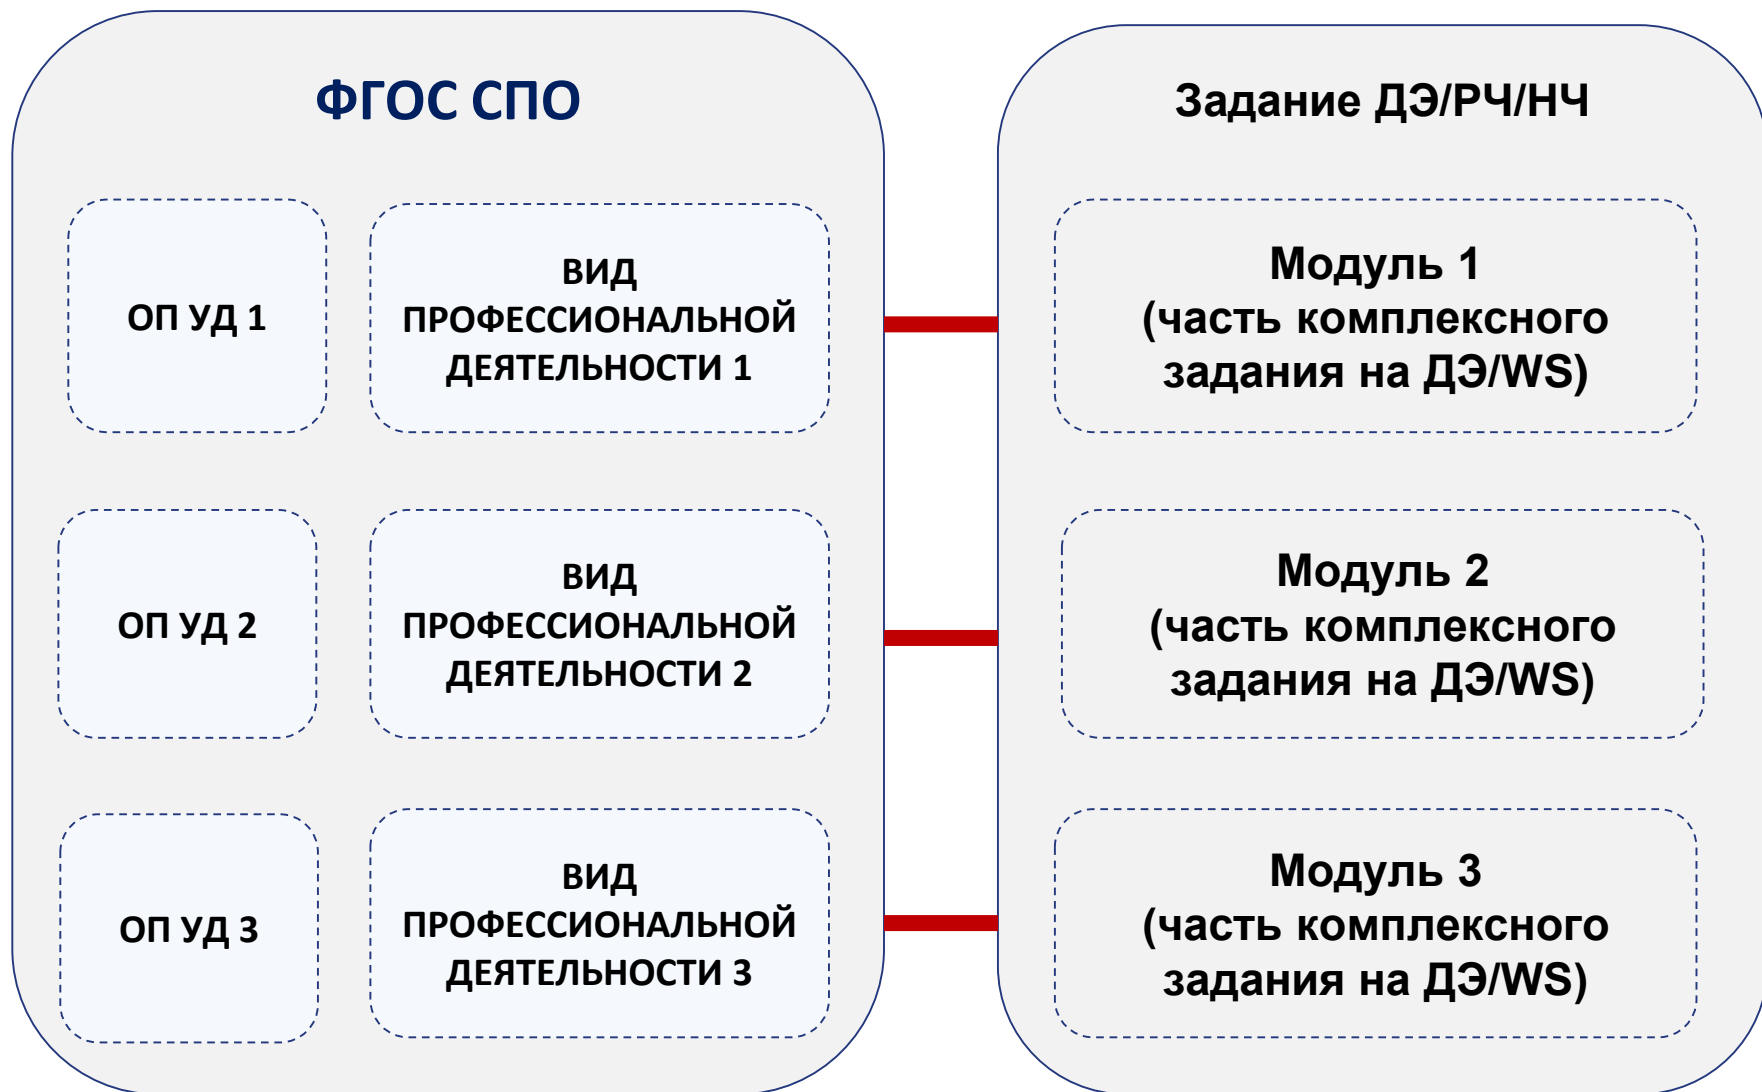 ФГОС СПО
ОП УД 1
ВИД
ПРОФЕССИОНАЛЬНОЙ
ДЕЯТЕЛЬНОСТИ 1
ОП УД 2
ВИД
ПРОФЕССИОНАЛЬНОЙ
ДЕЯТЕЛЬНОСТИ 2
ОП УД 3
ВИД
ПРОФЕССИОНАЛЬНОЙ
ДЕЯТЕЛЬНОСТИ 3
Задание ДЭ/РЧ/НЧ
Модуль 1
(часть комплексного
задания на ДЭ/WS)
Модуль 2
(часть комплексного
задания на ДЭ/WS)
Модуль 3
(часть комплексного
задания на ДЭ/WS)